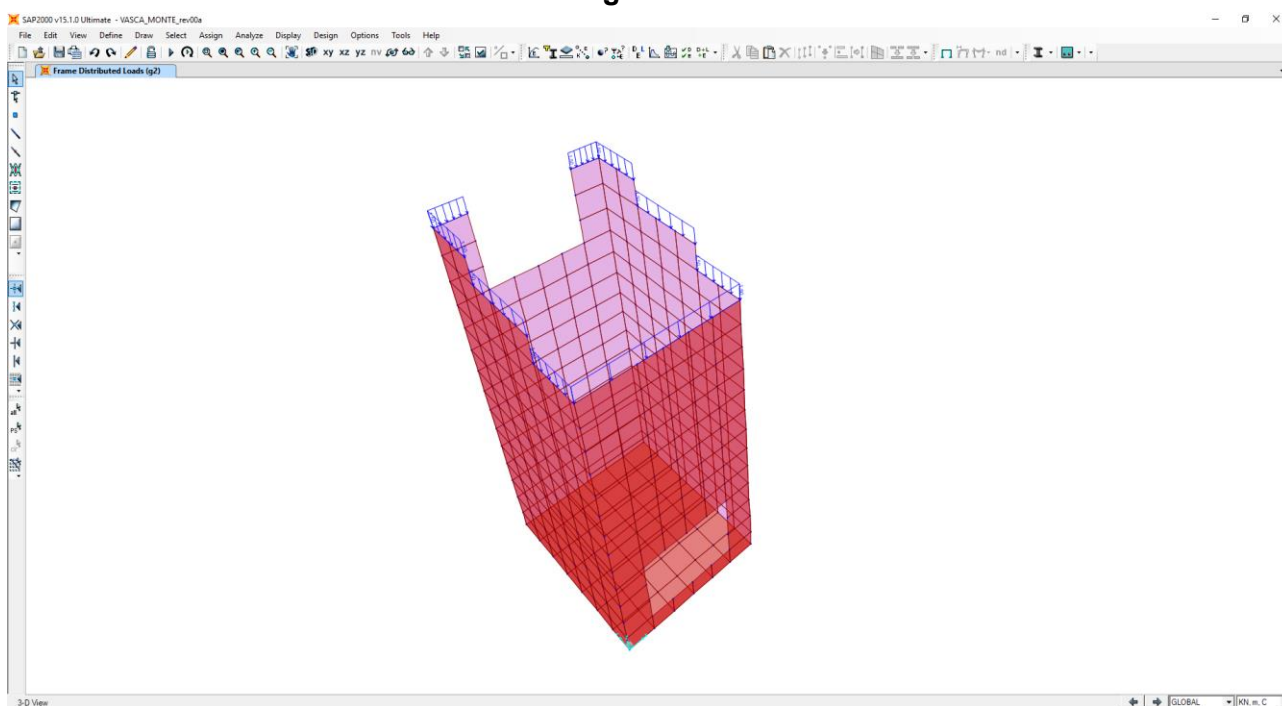 SAP2000 v15.1.0 Ultimate - VASCA_MONTE_rev00a
File Edit View Define Draw Select Assign Analyze Display Design Options Tools Help
xy xz yz nv nd
Frame Distributed Loads (g2)
3-D View GLOBAL KN, m, C